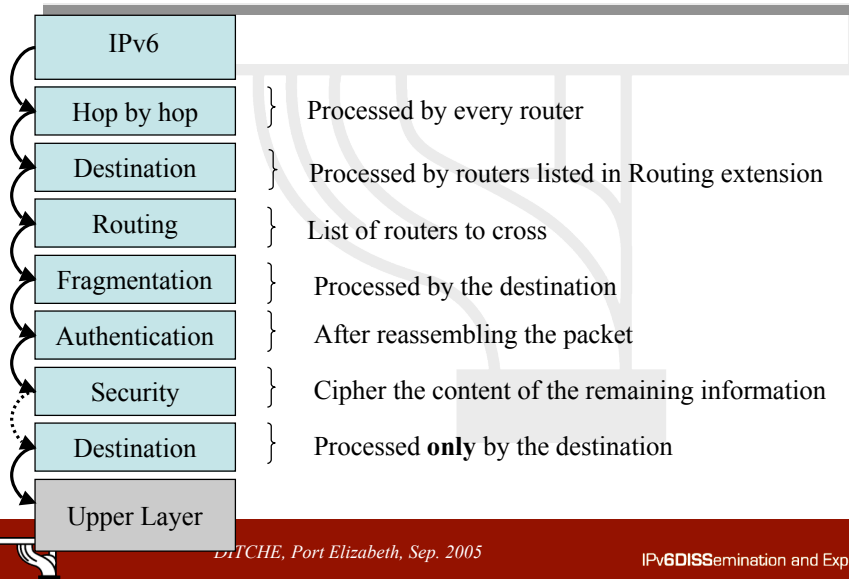 IPv6
Hop by hop } Processed by every router
Destination } Processed by routers listed in Routing extension
Routing } List of routers to cross
Fragmentation } Processed by the destination
Authentication } After reassembling the packet
Security } Cipher the content of the remaining information
Destination } Processed only by the destination
Upper Layer
DITCHE, Port Elizabeth, Sep. 2005
IPv6DISSemination and Exp